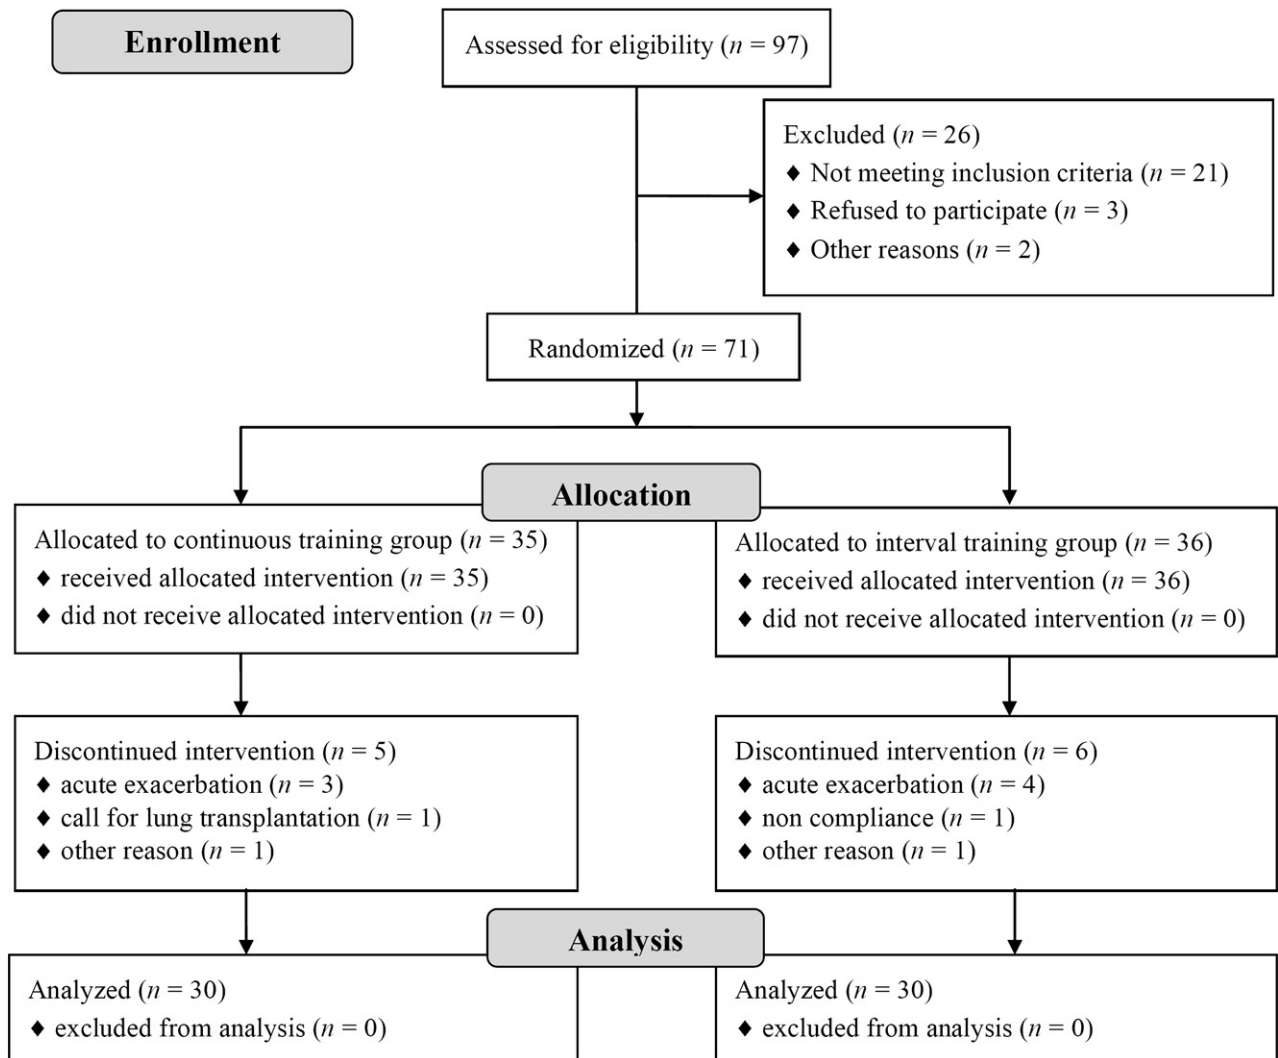 Enrollment
Assessed for eligibility (n = 97)
Excluded (n = 26)
♦ Not meeting inclusion criteria (n = 21)
♦ Refused to participate (n = 3)
♦ Other reasons (n = 2)
Randomized (n = 71)
Allocation
Allocated to continuous training group (n = 35)
♦ received allocated intervention (n = 35)
♦ did not receive allocated intervention (n = 0)
Allocated to interval training group (n = 36)
♦ received allocated intervention (n = 36)
♦ did not receive allocated intervention (n = 0)
Discontinued intervention (n = 5)
♦ acute exacerbation (n = 3)
♦ call for lung transplantation (n = 1)
♦ other reason (n = 1)
Discontinued intervention (n = 6)
♦ acute exacerbation (n = 4)
♦ non compliance (n = 1)
♦ other reason (n = 1)
Analysis
Analyzed (n = 30)
♦ excluded from analysis (n = 0)
Analyzed (n = 30)
♦ excluded from analysis (n = 0)